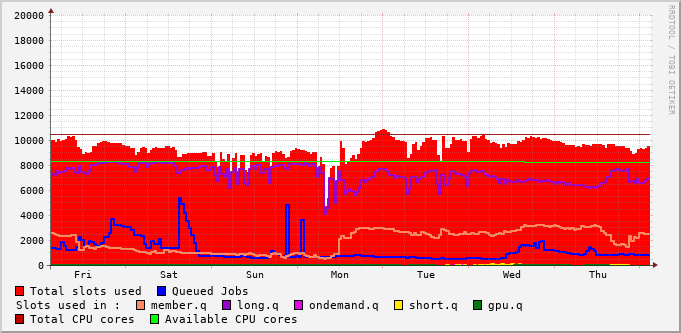 20000
18000
16000
14000
12000
10000
8000
6000
4000
2000
0
Fri Sat Sun Mon Tue Wed Thu
Total slots used Queued Jobs
Slots used in : member.q long.q ondemand.q short.q gpu.q
Total CPU cores Available CPU cores
RRDTOOL / TOBI OETIKER